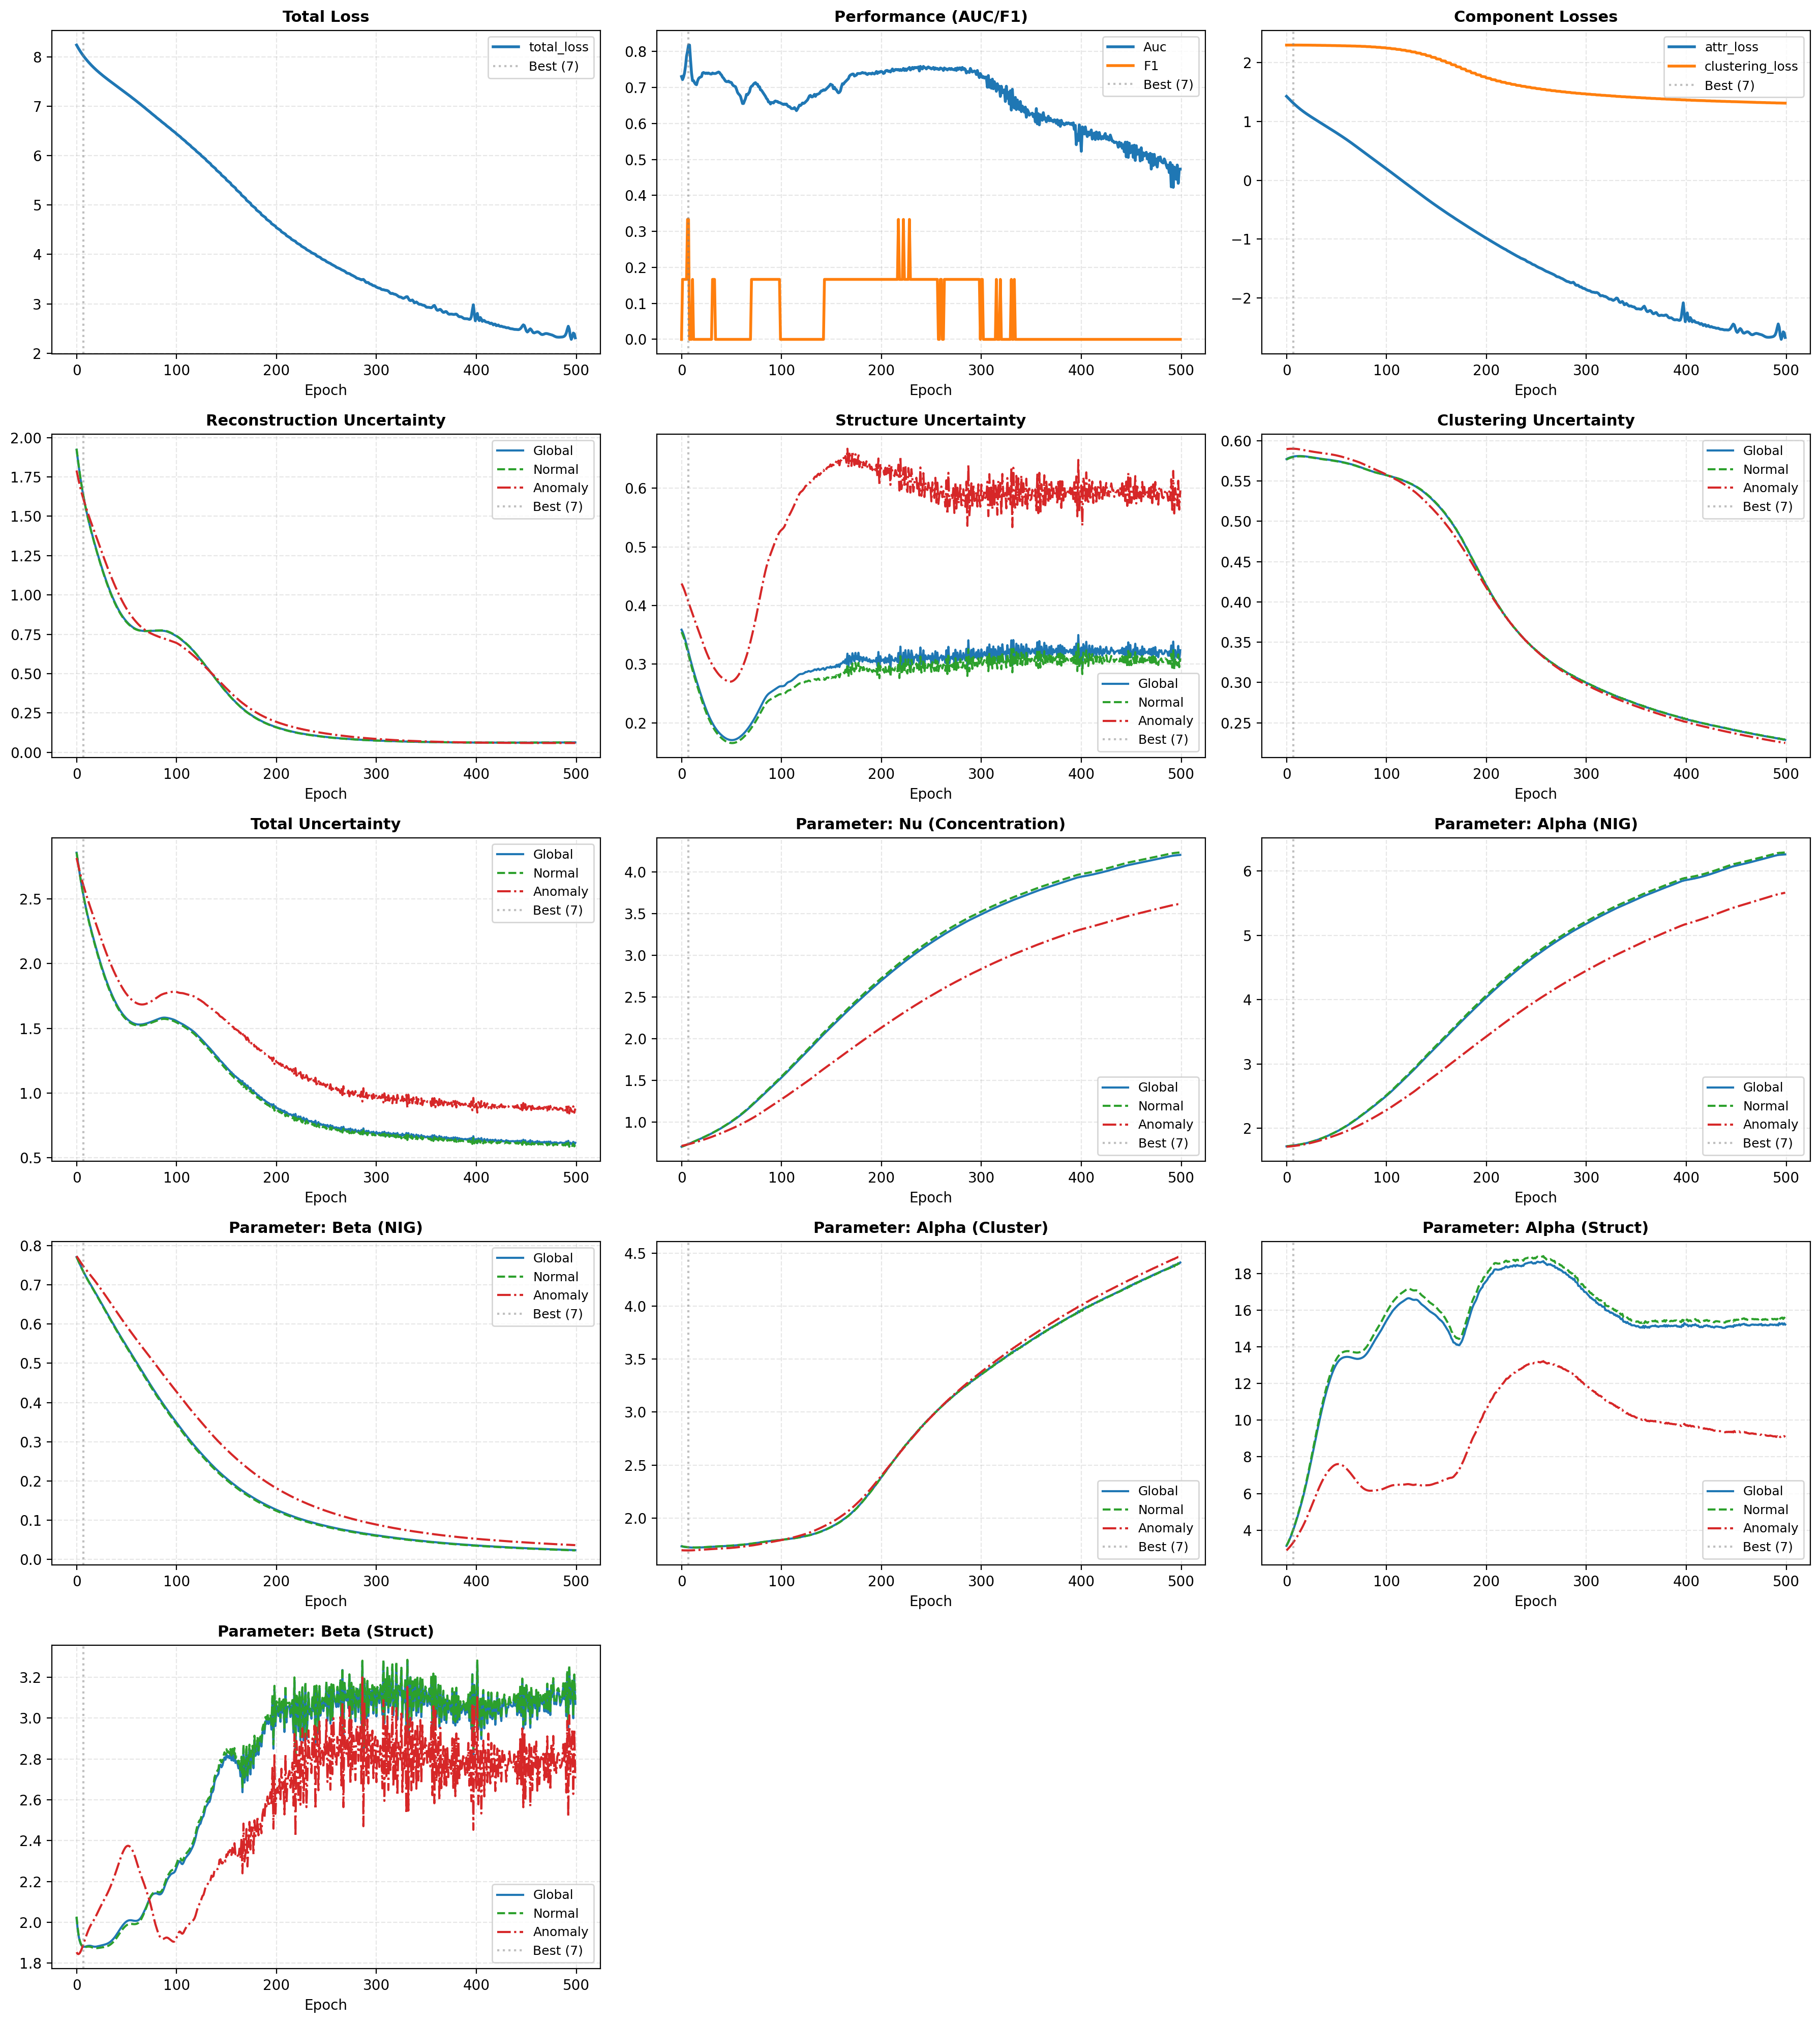 Total Loss
8
7
6
5
4
3
2
total_loss
Best (7)
0 100 200 300 400 500
Epoch
Performance (AUC/F1)
0.8
0.7
0.6
0.5
0.4
0.3
0.2
0.1
0.0
Auc
F1
Best (7)
0 100 200 300 400 500
Epoch
Component Losses
2
1
0
−1
−2
attr_loss
clustering_loss
Best (7)
0 100 200 300 400 500
Epoch
Reconstruction Uncertainty
2.00
1.75
1.50
1.25
1.00
0.75
0.50
0.25
0.00
Global
Normal
Anomaly
Best (7)
0 100 200 300 400 500
Epoch
Structure Uncertainty
0.6
0.5
0.4
0.3
0.2
Global
Normal
Anomaly
Best (7)
0 100 200 300 400 500
Epoch
Clustering Uncertainty
0.60
0.55
0.50
0.45
0.40
0.35
0.30
0.25
Global
Normal
Anomaly
Best (7)
0 100 200 300 400 500
Epoch
Total Uncertainty
2.5
2.0
1.5
1.0
0.5
Global
Normal
Anomaly
Best (7)
0 100 200 300 400 500
Epoch
Parameter: Nu (Concentration)
4.0
3.5
3.0
2.5
2.0
1.5
1.0
Global
Normal
Anomaly
Best (7)
0 100 200 300 400 500
Epoch
Parameter: Alpha (NIG)
6
5
4
3
2
Global
Normal
Anomaly
Best (7)
0 100 200 300 400 500
Epoch
Parameter: Beta (NIG)
0.8
0.7
0.6
0.5
0.4
0.3
0.2
0.1
0.0
Global
Normal
Anomaly
Best (7)
0 100 200 300 400 500
Epoch
Parameter: Alpha (Cluster)
4.5
4.0
3.5
3.0
2.5
2.0
Global
Normal
Anomaly
Best (7)
0 100 200 300 400 500
Epoch
Parameter: Alpha (Struct)
18
16
14
12
10
8
6
4
Global
Normal
Anomaly
Best (7)
0 100 200 300 400 500
Epoch
Parameter: Beta (Struct)
3.2
3.0
2.8
2.6
2.4
2.2
2.0
1.8
Global
Normal
Anomaly
Best (7)
0 100 200 300 400 500
Epoch